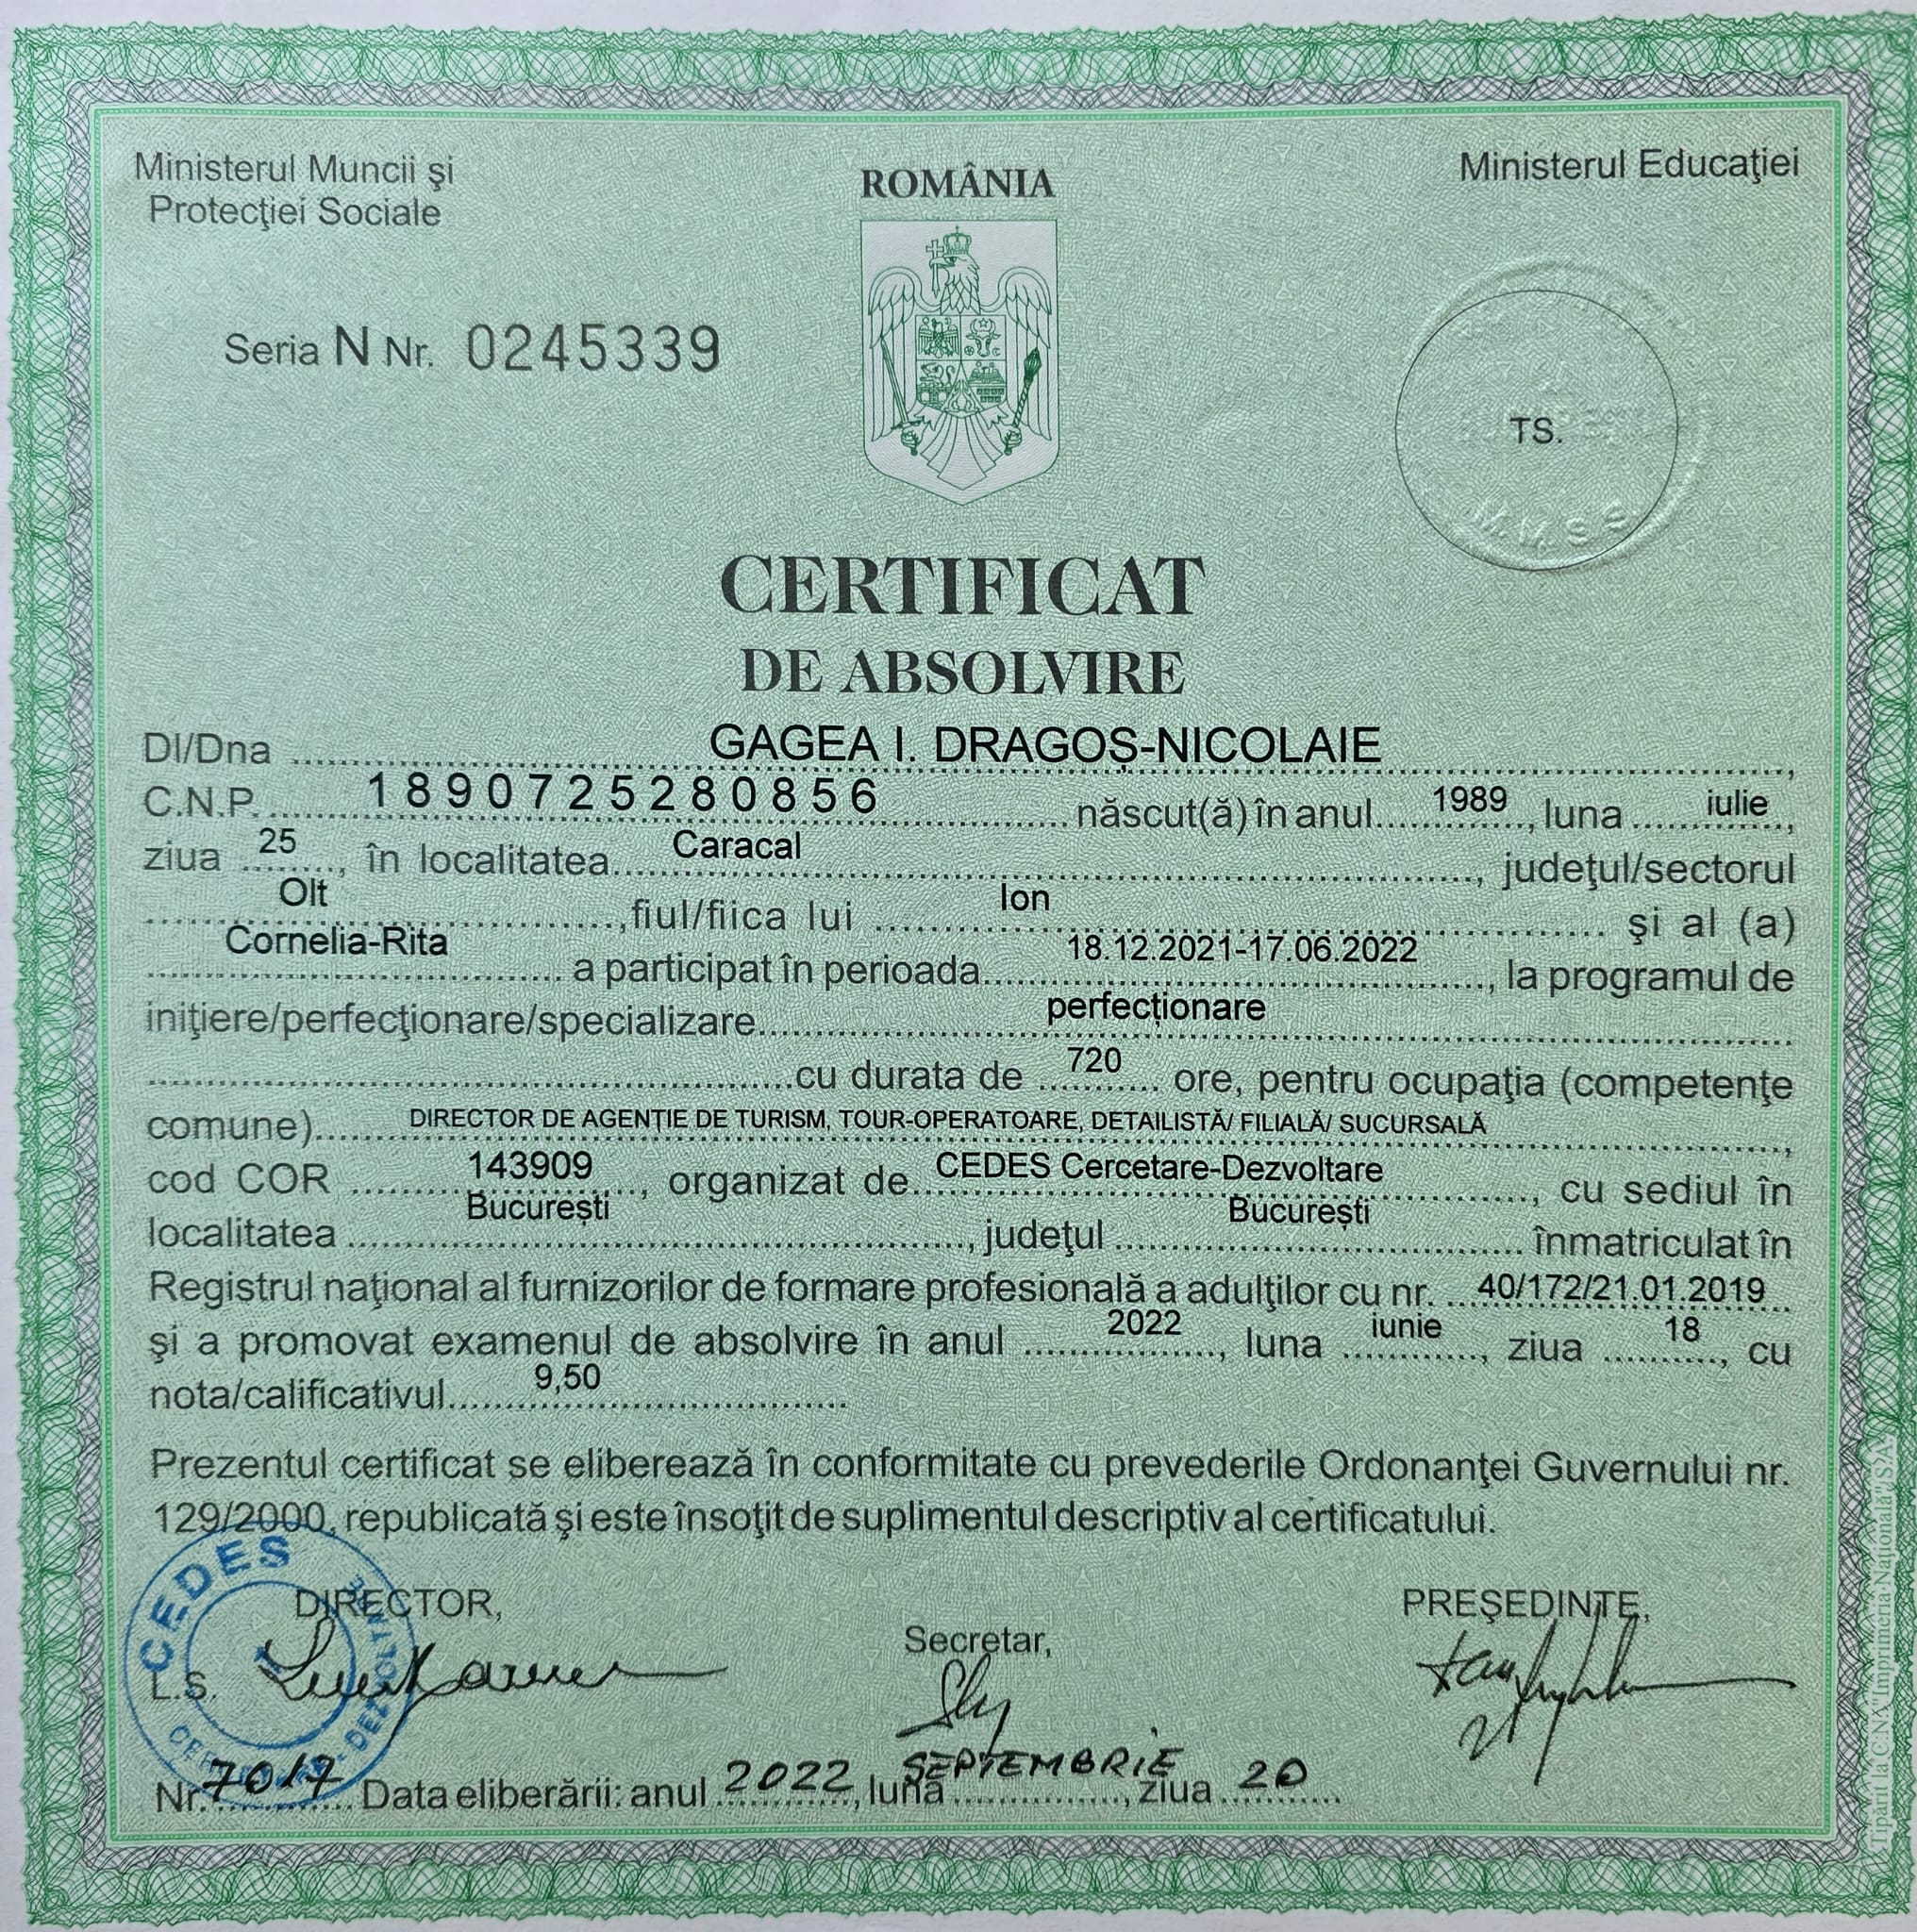 Ministerul Muncii şi
Protecţiei Sociale
ROMÂNIA
Ministerul Educaţiei
Seria N Nr. 0245339
TS.
M.M.S.S.
CERTIFICAT
DE ABSOLVIRE
Dl/Dna GAGEA I. DRAGOȘ-NICOLAIE,
C.N.P. 1890725280856 născut(ă) în anul 1989, luna iulie,
ziua 25, în localitatea Caracal, judeţul/sectorul
Olt, fiul/fiica lui Ion şi al (a)
Cornelia-Rita a participat în perioada 18.12.2021-17.06.2022, la programul de
iniţiere/perfecţionare/specializare perfecționare
cu durata de 720 ore, pentru ocupaţia (competenţe
comune) DIRECTOR DE AGENȚIE DE TURISM, TOUR-OPERATOARE, DETAILISTĂ/ FILIALĂ/ SUCURSALĂ,
cod COR 143909, organizat de CEDES Cercetare-Dezvoltare, cu sediul în
localitatea București, judeţul București înmatriculat în
Registrul naţional al furnizorilor de formare profesională a adulţilor cu nr. 40/172/21.01.2019
şi a promovat examenul de absolvire în anul 2022, luna iunie, ziua 18, cu
nota/calificativul 9,50
Prezentul certificat se eliberează în conformitate cu prevederile Ordonanţei Guvernului nr.
129/2000, republicată şi este însoţit de suplimentul descriptiv al certificatului.
CEDES
DIRECTOR,
Secretar,
PREŞEDINTE,
L.S.
Nr. 7017 Data eliberării: anul 2022, luna SEPTEMBRIE, ziua 20
Tipărit la C.N. "Imprimeria Naţională" S.A.